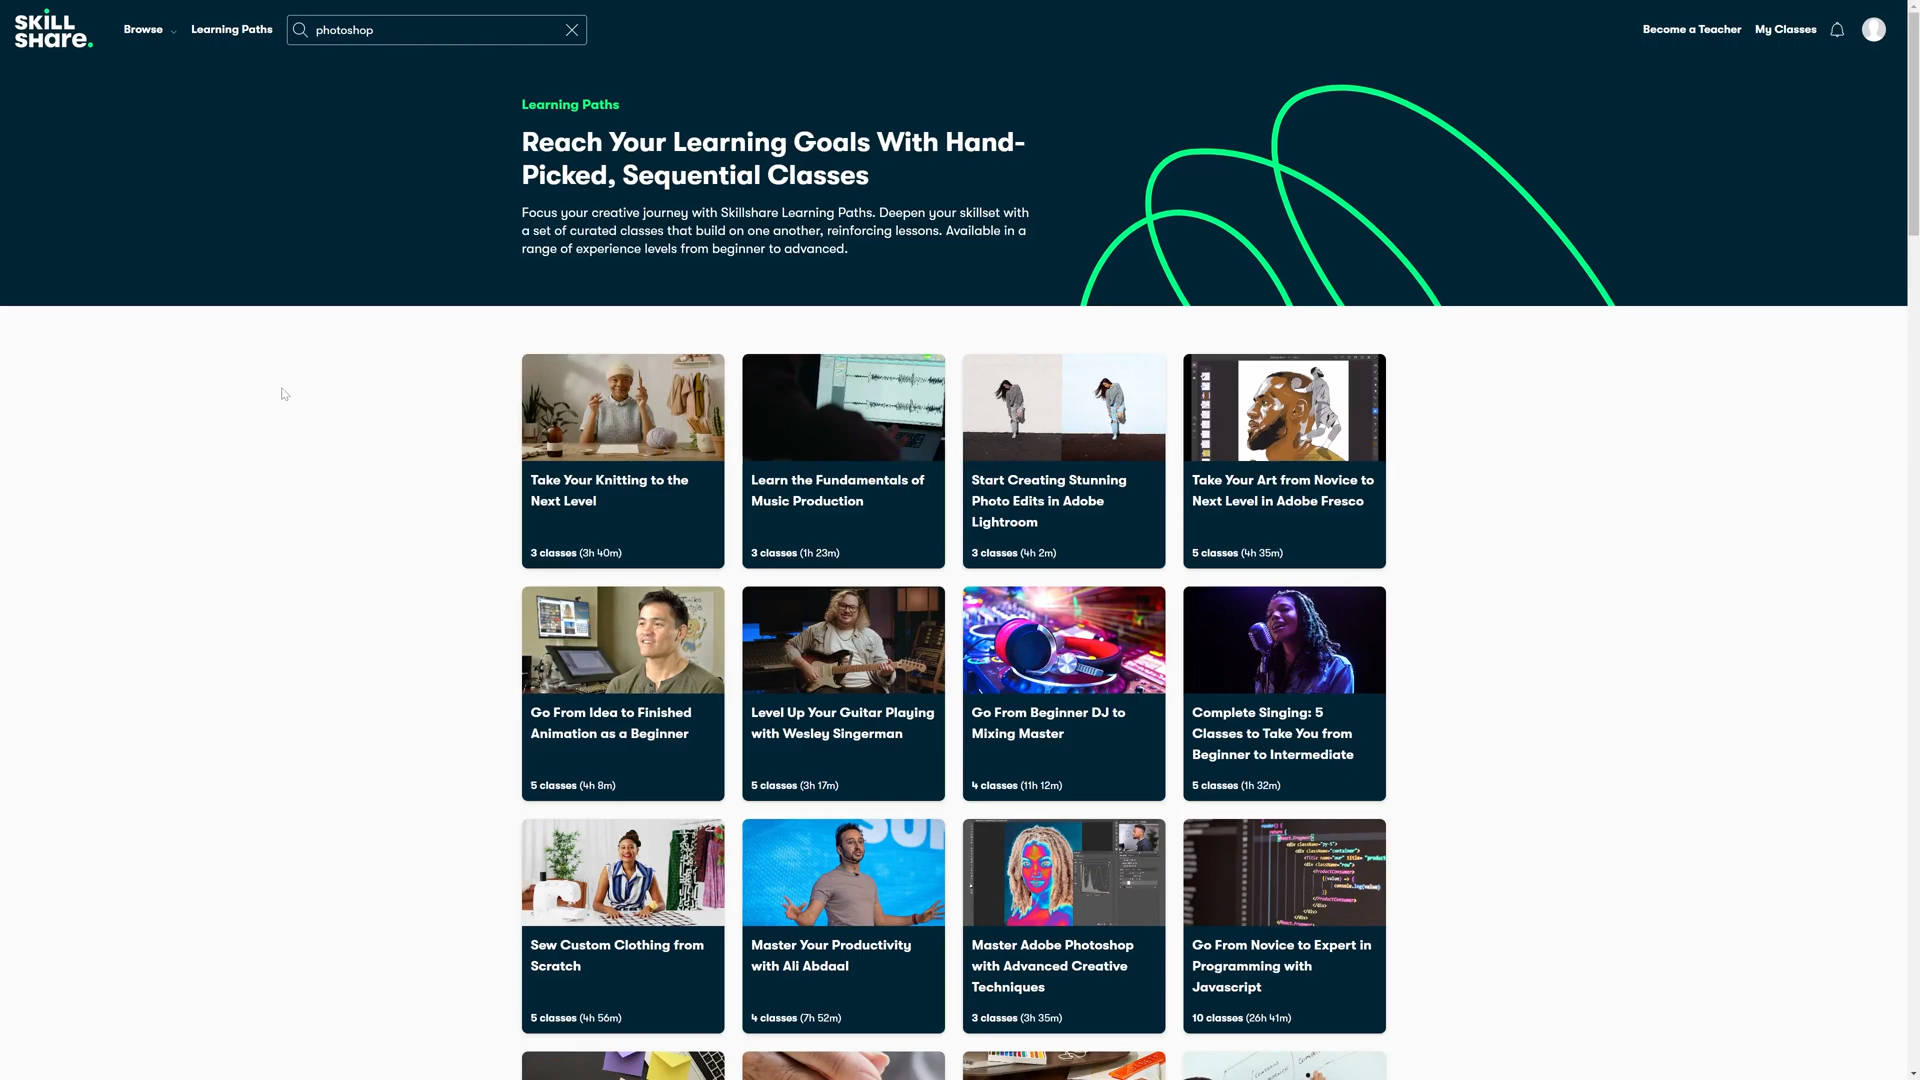 SKILL
SHare.
Browse
Learning Paths
photoshop
Become a Teacher
My Classes
Learning Paths
Reach Your Learning Goals With Hand-
Picked, Sequential Classes
Focus your creative journey with Skillshare Learning Paths. Deepen your skillset with
a set of curated classes that build on one another, reinforcing lessons. Available in a
range of experience levels from beginner to advanced.
Take Your Knitting to the
Next Level
3 classes (3h 40m)
Learn the Fundamentals of
Music Production
3 classes (1h 23m)
Start Creating Stunning
Photo Edits in Adobe
Lightroom
3 classes (4h 2m)
Take Your Art from Novice to
Next Level in Adobe Fresco
5 classes (4h 35m)
Go From Idea to Finished
Animation as a Beginner
5 classes (4h 8m)
Level Up Your Guitar Playing
with Wesley Singerman
5 classes (3h 17m)
Go From Beginner DJ to
Mixing Master
4 classes (11h 12m)
Complete Singing: 5
Classes to Take You from
Beginner to Intermediate
5 classes (1h 32m)
Sew Custom Clothing from
Scratch
5 classes (4h 56m)
Master Your Productivity
with Ali Abdaal
4 classes (7h 52m)
Master Adobe Photoshop
with Advanced Creative
Techniques
3 classes (3h 35m)
Go From Novice to Expert in
Programming with
Javascript
10 classes (26h 41m)